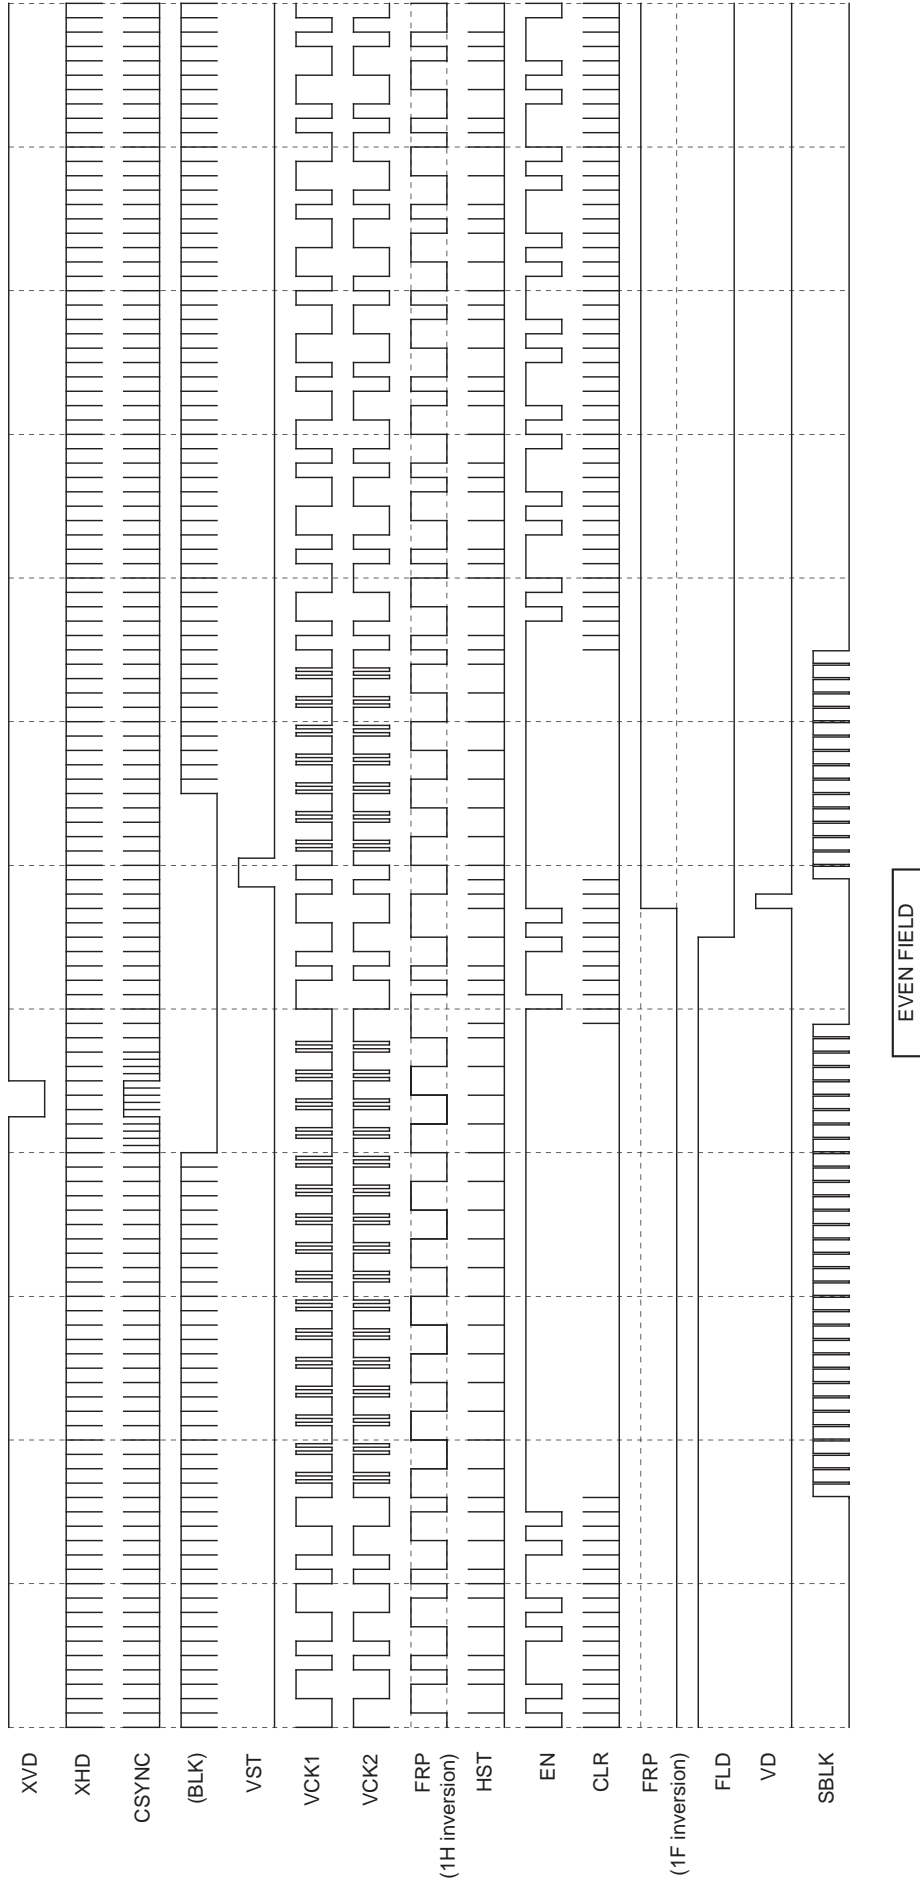 XVD
XHD
CSYNC
(BLK)
VST
VCK1
VCK2
FRP
(1H inversion)
HST
EN
CLR
FRP
(1F inversion)
FLD
VD
SBLK
EVEN FIELD